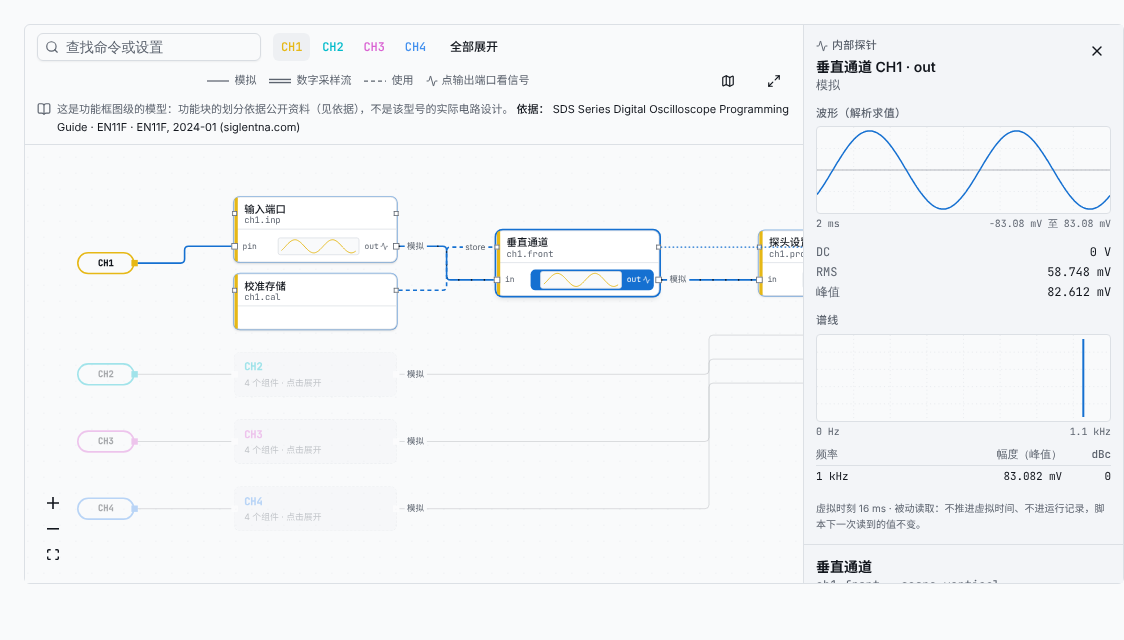 查找命令或设置
CH1 CH2 CH3 CH4 全部展开
模拟 数字采样流 使用 点输出端口看信号
这是功能框图级的模型：功能块的划分依据公开资料（见依据），不是该型号的实际电路设计。 依据： SDS Series Digital Oscilloscope Programming
Guide · EN11F · EN11F, 2024-01 (siglentna.com)
CH1
输入端口
ch1.inp
pin
out
模拟
store
校准存储
ch1.cal
垂直通道
ch1.front
in
out
模拟
in
CH2
CH2
4 个组件 · 点击展开
模拟
CH3
CH3
4 个组件 · 点击展开
模拟
CH4
CH4
4 个组件 · 点击展开
模拟
内部探针
垂直通道 CH1 · out
模拟
波形（解析求值）
2 ms -83.08 mV 至 83.08 mV
DC 0 V
RMS 58.748 mV
峰值 82.612 mV
谱线
0 Hz 1.1 kHz
频率 幅度（峰值） dBc
1 kHz 83.082 mV 0
虚拟时刻 16 ms · 被动读取：不推进虚拟时间、不进运行记录，脚
本下一次读到的值不变。
垂直通道